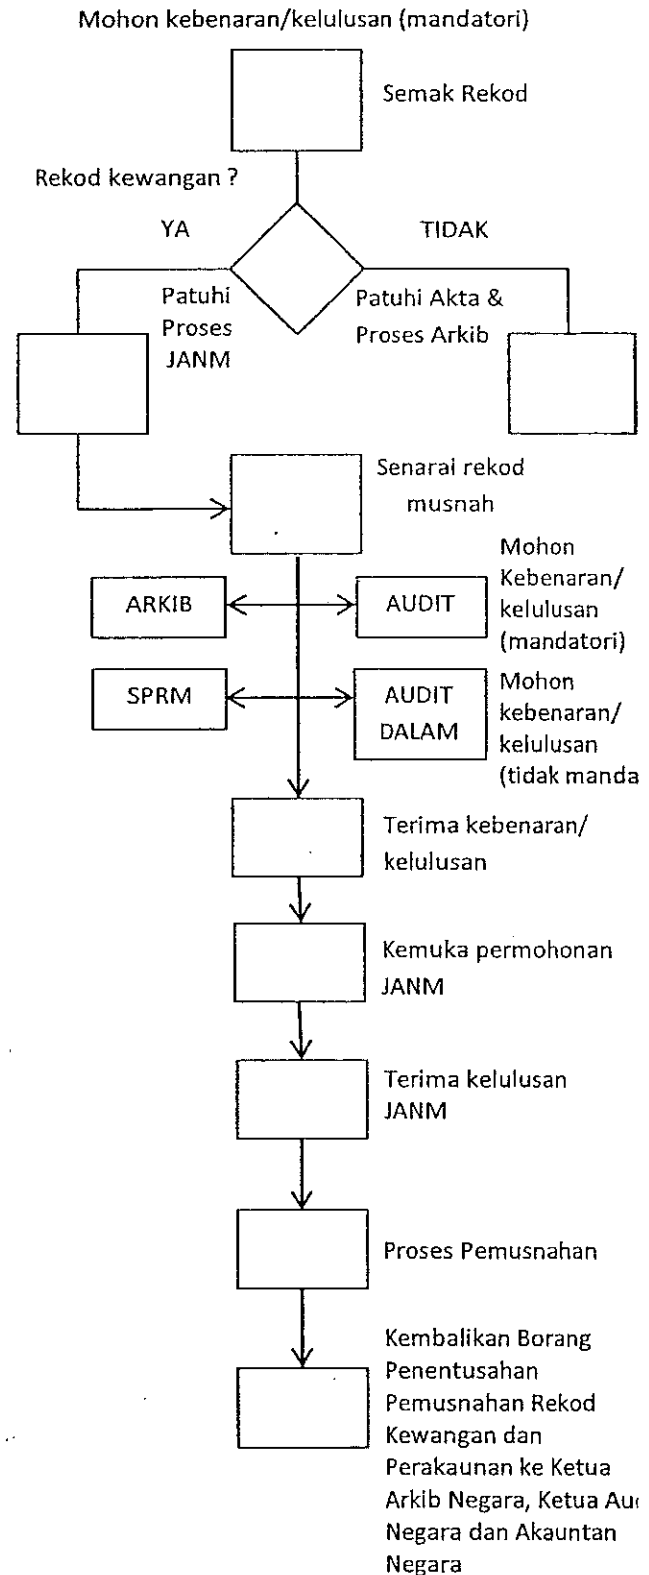 Mohon kebenaran/kelulusan (mandatori)
Semak Rekod
Rekod kewangan ?
YA
TIDAK
Patuhi
Proses
JANM
Patuhi Akta &
Proses Arkib
Senarai rekod
musnah
ARKIB
AUDIT
Mohon
Kebenaran/
kelulusan
(mandatori)
SPRM
AUDIT
DALAM
Mohon
kebenaran/
kelulusan
(tidak manda
Terima kebenaran/
kelulusan
Kemuka permohonan
JANM
Terima kelulusan
JANM
Proses Pemusnahan
Kembalikan Borang
Penentusahan
Pemusnahan Rekod
Kewangan dan
Perakaunan ke Ketua
Arkib Negara, Ketua Au
Negara dan Akauntan
Negara